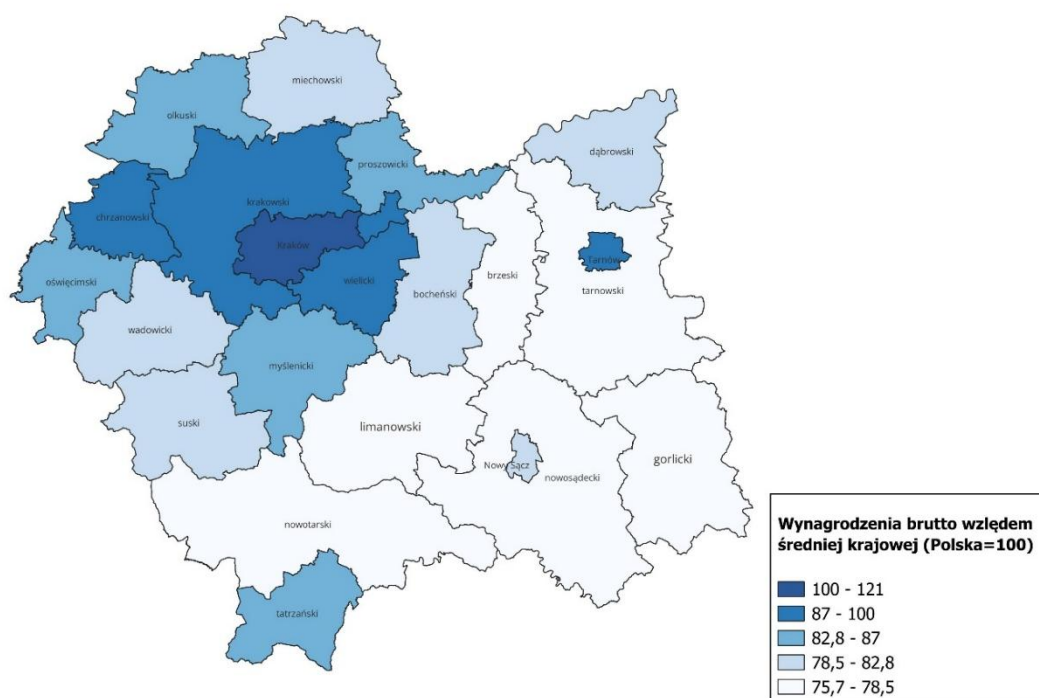 miechowski
olkuski
dąbrowski
proszowicki
krakowski
chrzanowski
Kraków
Tarnów
oświęcimski
wielicki
bocheński
brzeski
tarnowski
wadowicki
myślenicki
suski
limanowski
gorlicki
Nowy Sącz
nowosądecki
nowotarski
tatrzański
Wynagrodzenia brutto wzlędem
średniej krajowej (Polska=100)
100 - 121
87 - 100
82,8 - 87
78,5 - 82,8
75,7 - 78,5